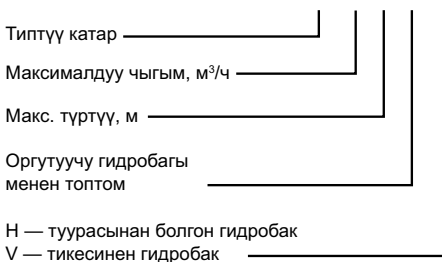 Типтүү катар
Максималдуу чыгым, м³/ч
Макс. түртүү, м
Оргутуучу гидробагы
менен топтом
H — туурасынан болгон гидробак
V — тикесинен гидробак